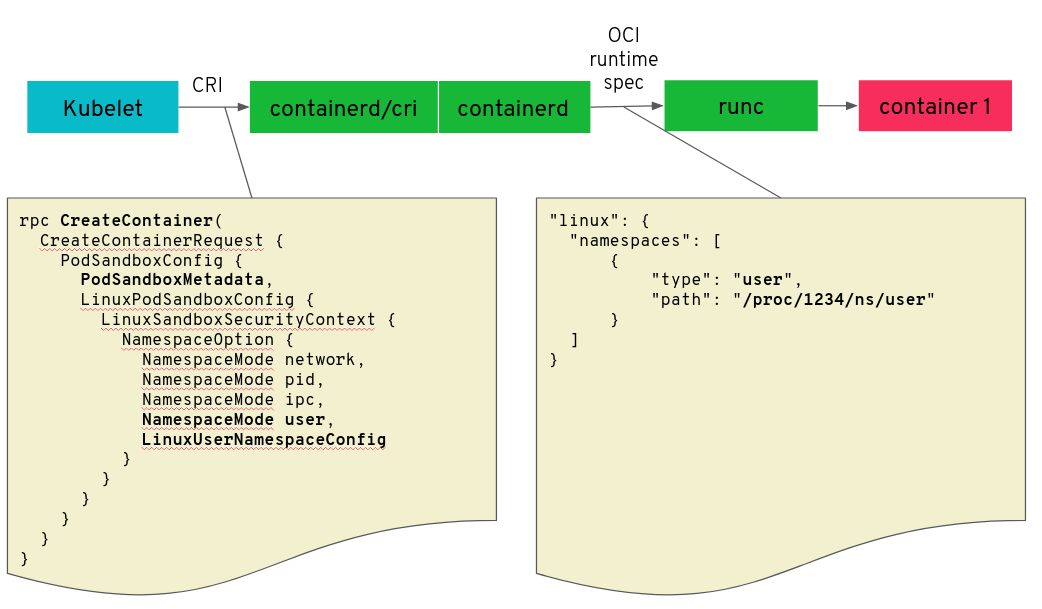 OCI
runtime
spec
CRI
Kubelet
containerd/cri
containerd
runc
container 1
rpc CreateContainer(
CreateContainerRequest {
PodSandboxConfig {
PodSandboxMetadata,
LinuxPodSandboxConfig {
LinuxSandboxSecurityContext {
NamespaceOption {
NamespaceMode network,
NamespaceMode pid,
NamespaceMode ipc,
NamespaceMode user,
LinuxUserNamespaceConfig
}
}
}
}
}
}
"linux": {
"namespaces": [
{
"type": "user",
"path": "/proc/1234/ns/user"
}
]
}